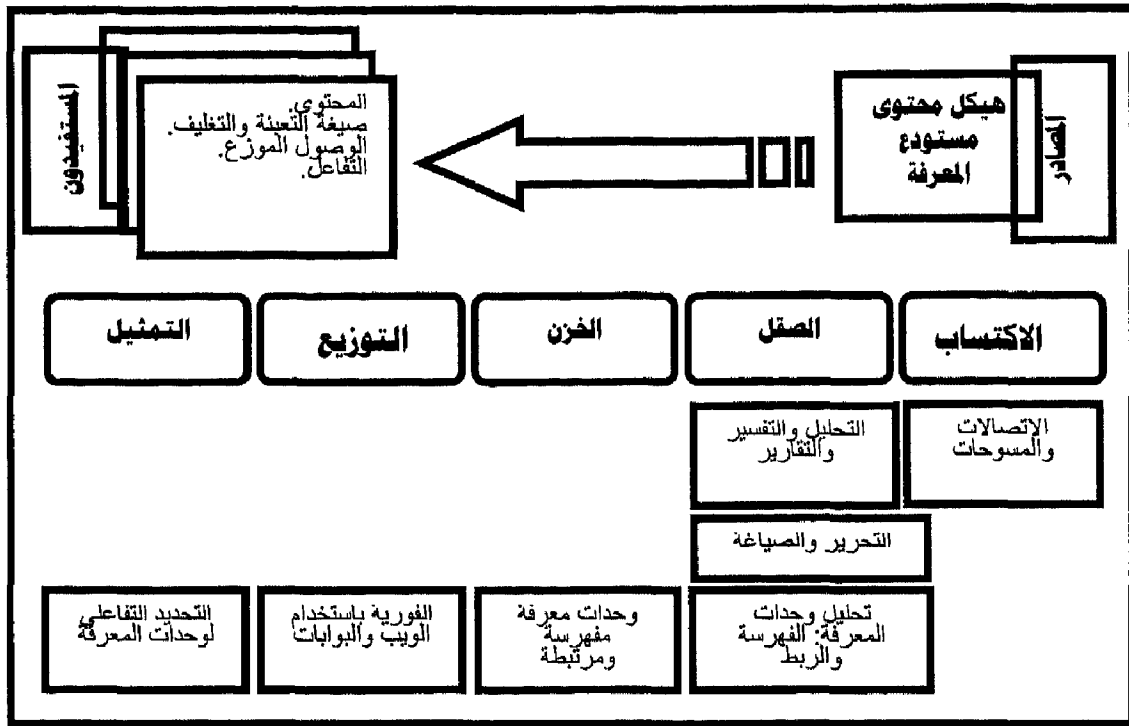 المصادر
هيكل محتوى
مستودع
المعرفة
المحتوي.
صيغة التعبئة والتغليف.
الوصول الموزع.
التفاعل.
المستفيدون
الاكتساب
الصقل
الخزن
التوزيع
التمثيل
الاتصالات
والمسوحات
التحليل والتفسير
والتقارير
التحرير والصياغة
تحليل وحدات
المعرفة: الفهرسة
والربط
وحدات معرفة
مفهرسة
ومرتبطة
الفورية باستخدام
الويب والبوابات
التحديد التفاعلي
لوحدات المعرفة